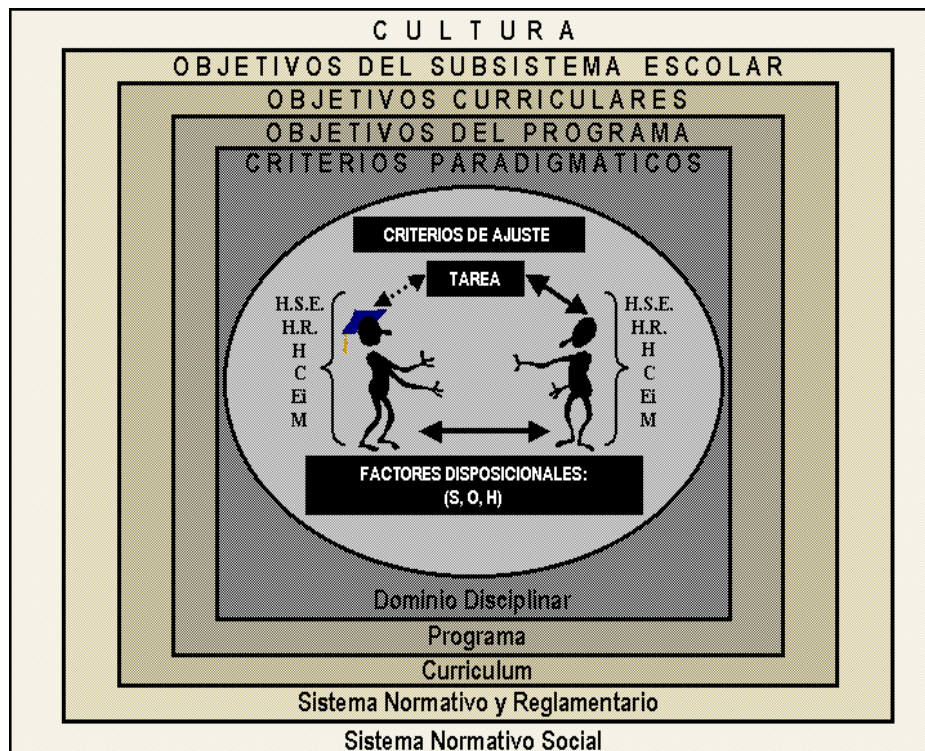 CULTURA
OBJETIVOS DEL SUBSISTEMA ESCOLAR
OBJETIVOS CURRICULARES
OBJETIVOS DEL PROGRAMA
CRITERIOS PARADIGMÁTICOS
CRITERIOS DE AJUSTE
TAREA
H.S.E.
H.R.
H
C
Ei
M
H.S.E.
H.R.
H
C
Ei
M
FACTORES DISPOSICIONALES:
(S, O, H)
Dominio Disciplinar
Programa
Curriculum
Sistema Normativo y Reglamentario
Sistema Normativo Social